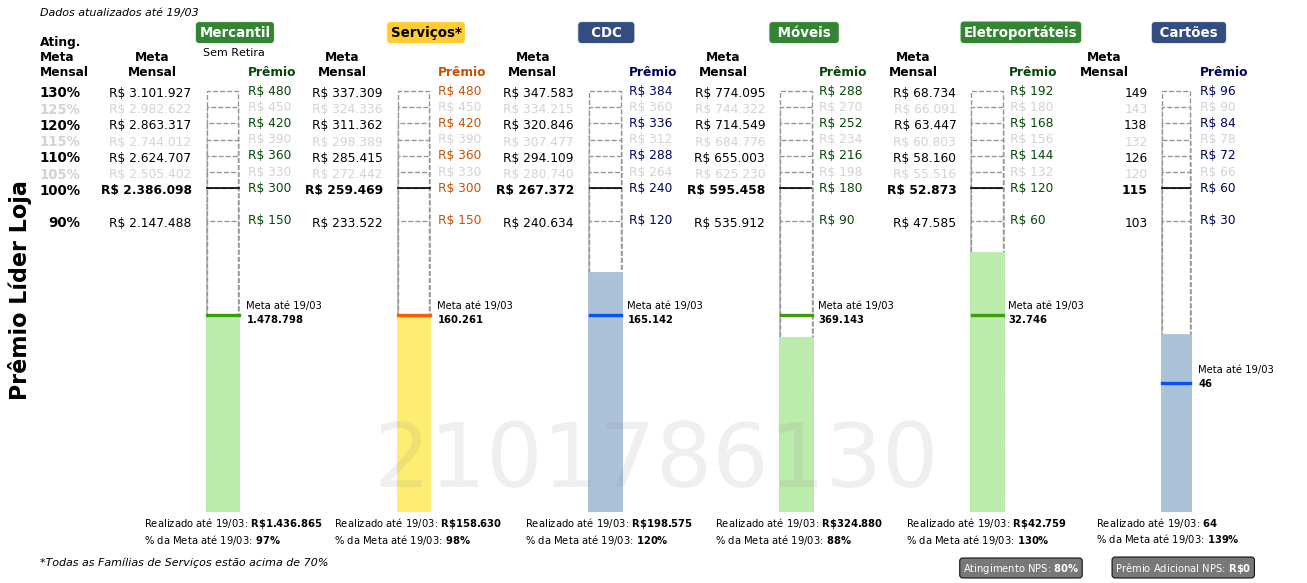 Dados atualizados até 19/03
Prêmio Líder Loja
Mercantil Serviços* CDC Móveis Eletroportáteis Cartões
Sem Retira
Ating. Meta Mensal
Meta Mensal Prêmio Meta Mensal Prêmio Meta Mensal Prêmio Meta Mensal Prêmio Meta Mensal Prêmio Meta Mensal Prêmio
130% R$ 3.101.927 R$ 480 R$ 337.309 R$ 480 R$ 347.583 R$ 384 R$ 774.095 R$ 288 R$ 68.734 R$ 192 149 R$ 96
125% R$ 2.982.622 R$ 450 R$ 324.336 R$ 450 R$ 334.215 R$ 360 R$ 744.322 R$ 270 R$ 66.091 R$ 180 143 R$ 90
120% R$ 2.863.317 R$ 420 R$ 311.362 R$ 420 R$ 320.846 R$ 336 R$ 714.549 R$ 252 R$ 63.447 R$ 168 138 R$ 84
115% R$ 2.744.012 R$ 390 R$ 298.389 R$ 390 R$ 307.477 R$ 312 R$ 684.776 R$ 234 R$ 60.803 R$ 156 132 R$ 78
110% R$ 2.624.707 R$ 360 R$ 285.415 R$ 360 R$ 294.109 R$ 288 R$ 655.003 R$ 216 R$ 58.160 R$ 144 126 R$ 72
105% R$ 2.505.402 R$ 330 R$ 272.442 R$ 330 R$ 280.740 R$ 264 R$ 625.230 R$ 198 R$ 55.516 R$ 132 120 R$ 66
100% R$ 2.386.098 R$ 300 R$ 259.469 R$ 300 R$ 267.372 R$ 240 R$ 595.458 R$ 180 R$ 52.873 R$ 120 115 R$ 60
90% R$ 2.147.488 R$ 150 R$ 233.522 R$ 150 R$ 240.634 R$ 120 R$ 535.912 R$ 90 R$ 47.585 R$ 60 103 R$ 30
Meta até 19/03 Meta até 19/03 Meta até 19/03 Meta até 19/03 Meta até 19/03
1.478.798 160.261 165.142 369.143 32.746
Meta até 19/03
46
2101786130
Realizado até 19/03: R$1.436.865 Realizado até 19/03: R$158.630 Realizado até 19/03: R$198.575 Realizado até 19/03: R$324.880 Realizado até 19/03: R$42.759 Realizado até 19/03: 64
% da Meta até 19/03: 97% % da Meta até 19/03: 98% % da Meta até 19/03: 120% % da Meta até 19/03: 88% % da Meta até 19/03: 130% % da Meta até 19/03: 139%
*Todas as Famílias de Serviços estão acima de 70%
Atingimento NPS: 80% Prêmio Adicional NPS: R$0